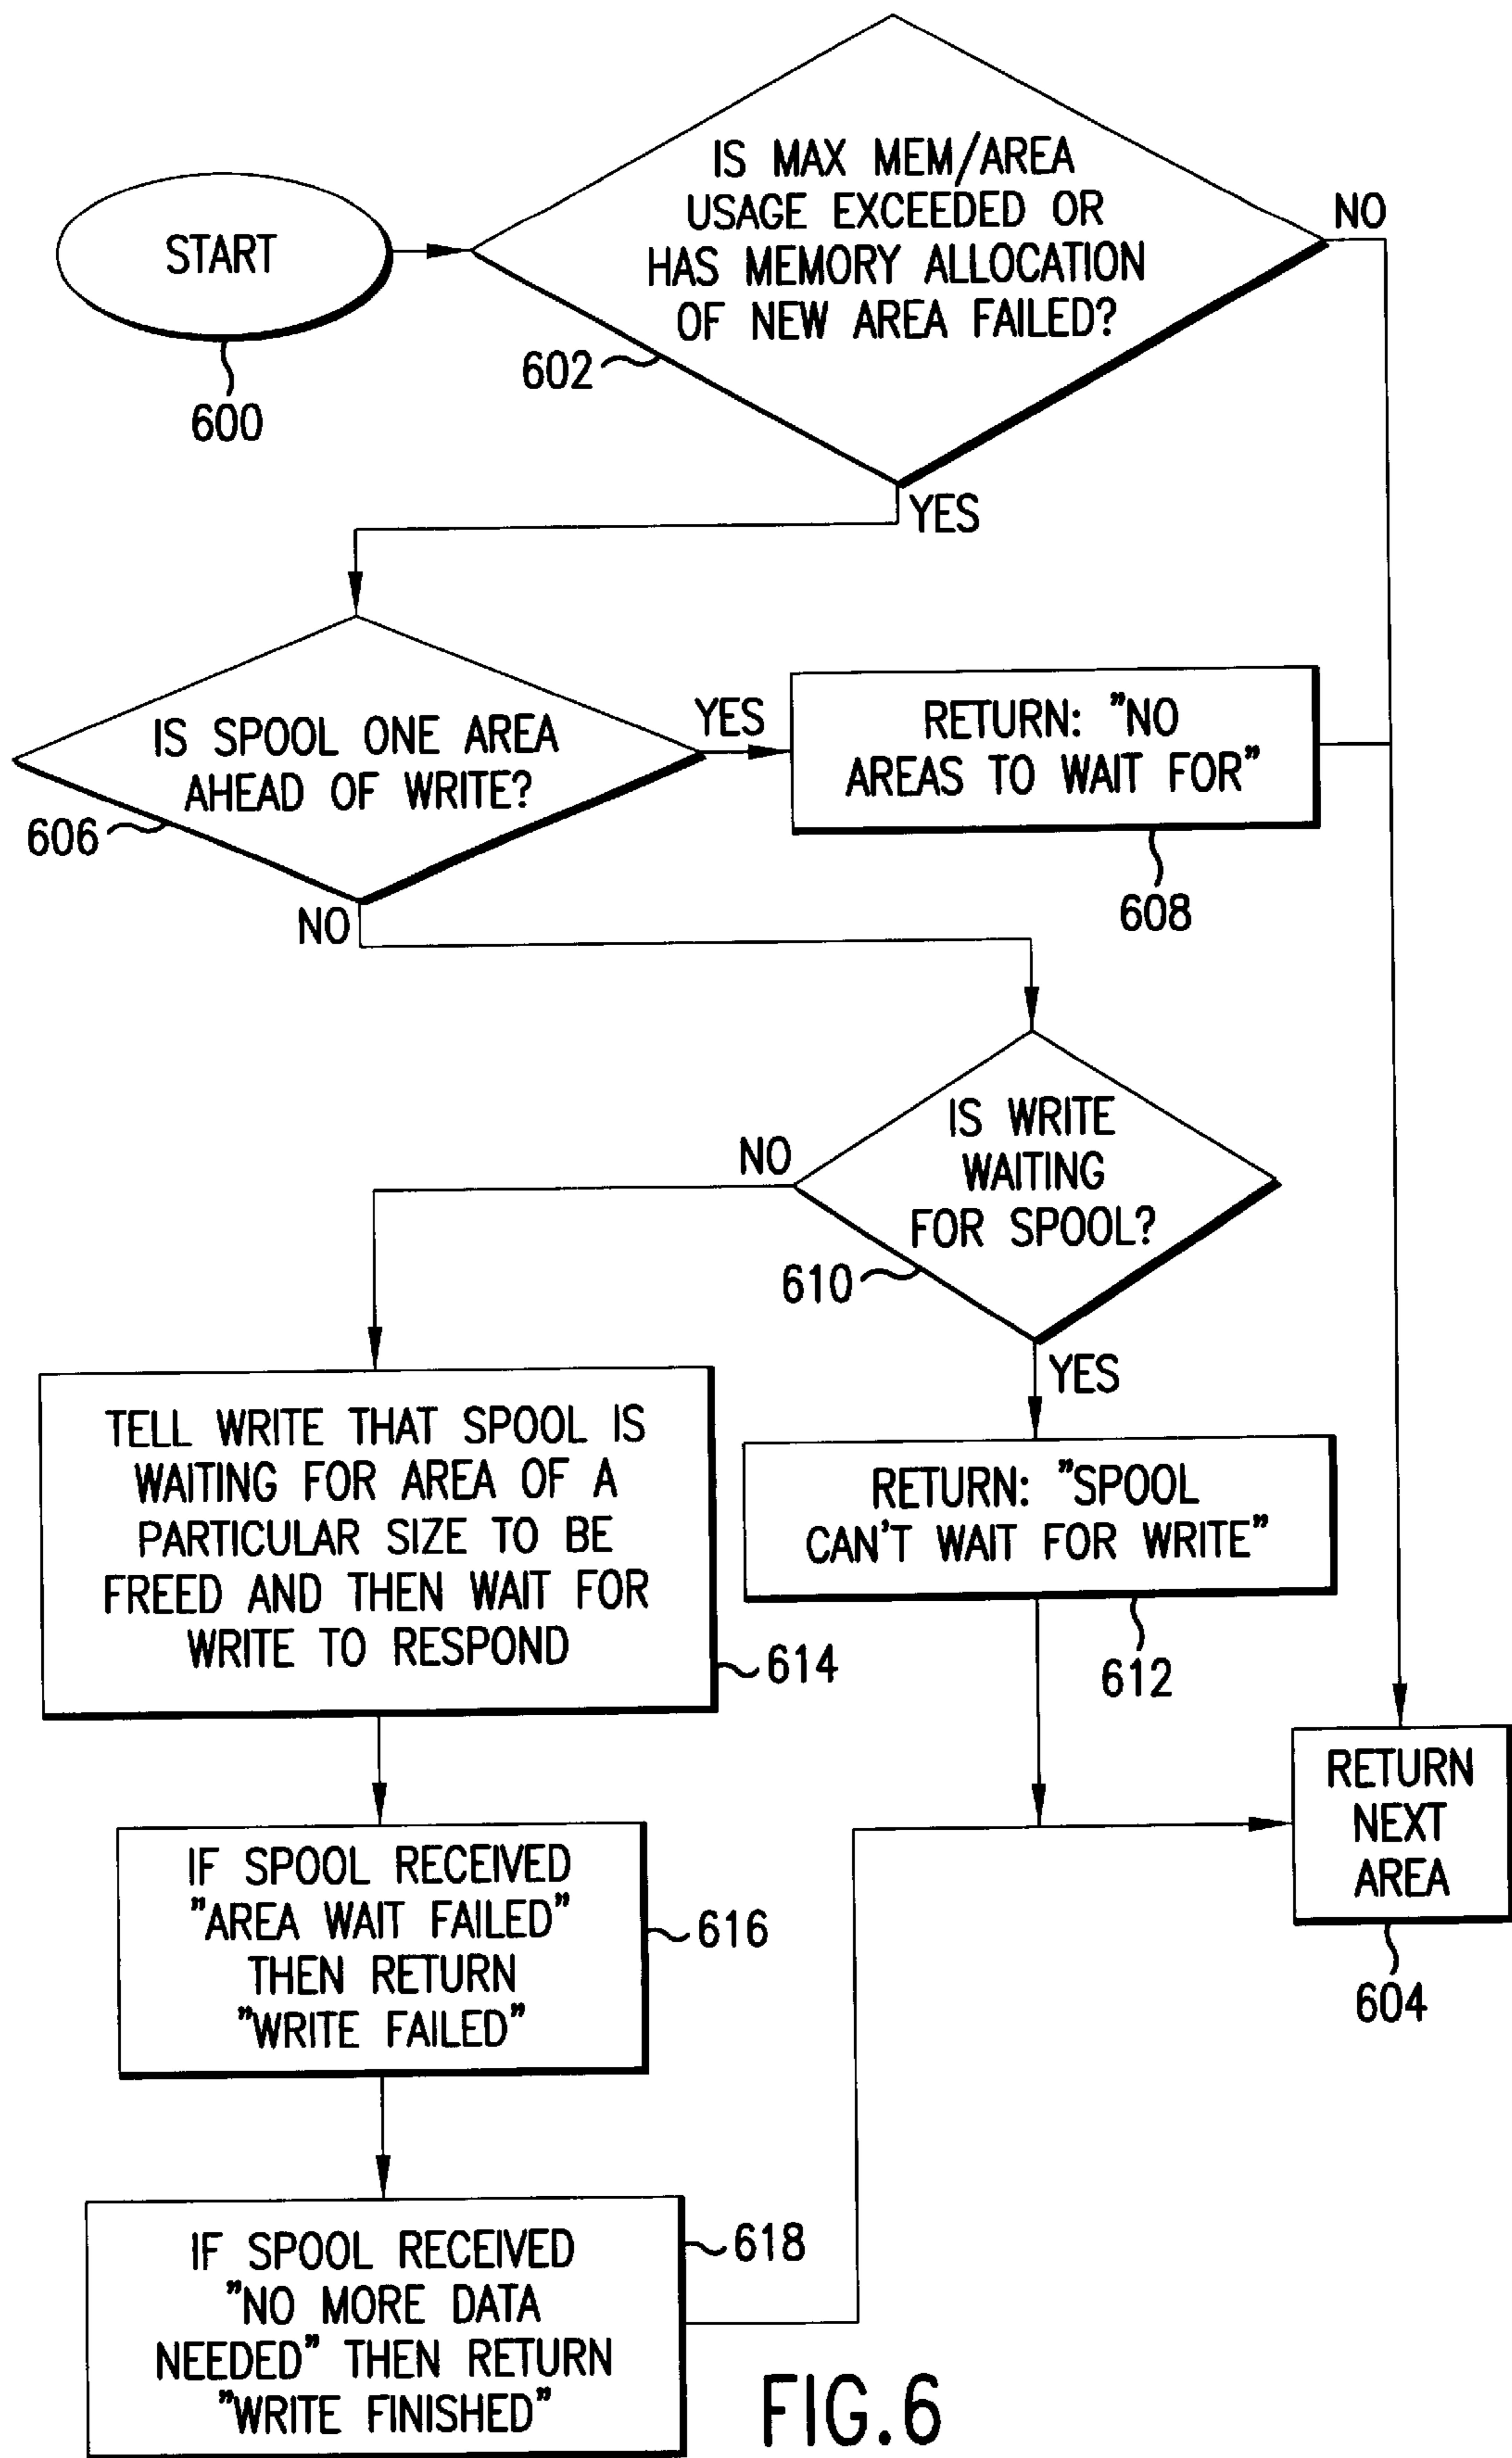 START
600
IS MAX MEM/AREA
USAGE EXCEEDED OR
HAS MEMORY ALLOCATION
OF NEW AREA FAILED?
602
NO
YES
IS SPOOL ONE AREA
AHEAD OF WRITE?
606
YES
RETURN: "NO
AREAS TO WAIT FOR"
608
NO
IS WRITE
WAITING
FOR SPOOL?
610
NO
YES
TELL WRITE THAT SPOOL IS
WAITING FOR AREA OF A
PARTICULAR SIZE TO BE
FREED AND THEN WAIT FOR
WRITE TO RESPOND
614
RETURN: "SPOOL
CAN'T WAIT FOR WRITE"
612
RETURN
NEXT
AREA
604
IF SPOOL RECEIVED
"AREA WAIT FAILED"
THEN RETURN
"WRITE FAILED"
616
IF SPOOL RECEIVED
"NO MORE DATA
NEEDED" THEN RETURN
"WRITE FINISHED"
618
FIG.6